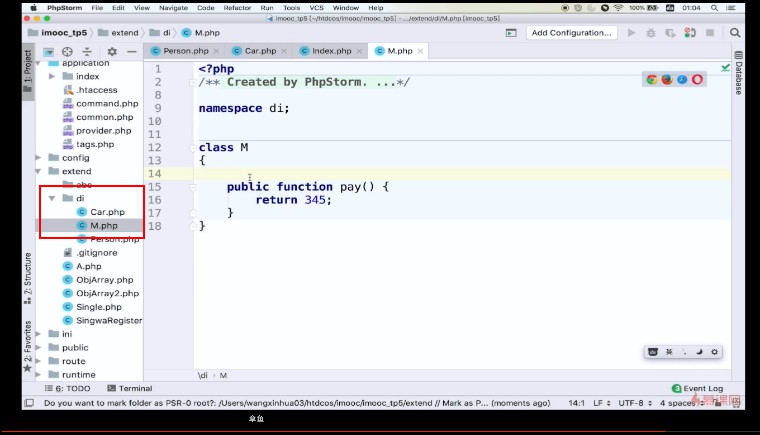 PhpStorm File Edit View Navigate Code Refactor Run Tools VCS Window Help 100% 01:04
imooc_tp5 [~/htdcos/imooc/imooc_tp5] - .../extend/di/M.php [imooc_tp5]
imooc_tp5 extend di M.php Add Configuration...
1: Project
Person.php Car.php Index.php M.php
Database
application
index
.htaccess
command.php
common.php
provider.php
tags.php
config
extend
abc
di
Car.php
M.php
Person.php
.gitignore
A.php
ObjArray.php
ObjArray2.php
Single.php
SingwaRegister
ini
public
route
runtime
7: Structure
2: Favorites
1 <?php
2 /** Created by PhpStorm. ...*/
8
9 namespace di;
10
11
12 class M
13 {
14
15 public function pay() {
16 return 345;
17 }
18 }
英
\di › M
6: TODO Terminal 3 Event Log
Do you want to mark folder as PSR-0 root?: /Users/wangxinhua03/htdcos/imooc/imooc_tp5/extend // Mark as P... (moments ago) 14:1 LF UTF-8 4 spaces
慕课网